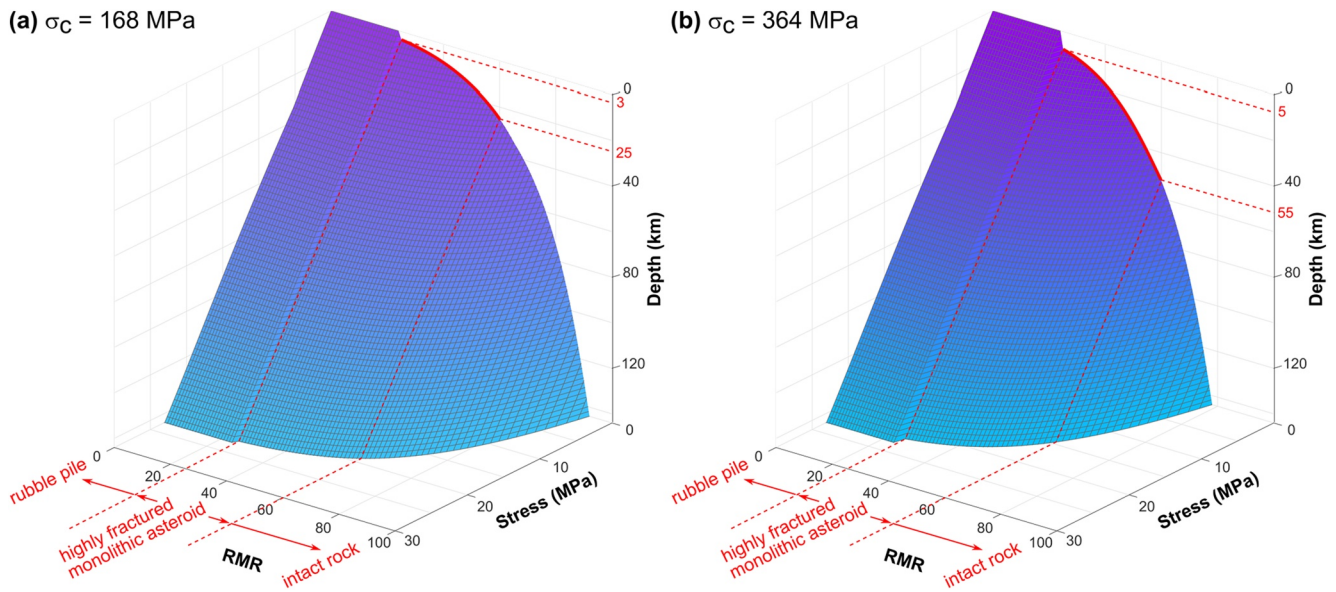 (a) σc = 168 MPa
0
3
25
40
80
120
0
Depth (km)
10
20
30
Stress (MPa)
0
20
40
60
80
100
RMR
rubble pile
highly fractured
monolithic asteroid
intact rock
(b) σc = 364 MPa
0
5
40
55
80
120
0
Depth (km)
10
20
30
Stress (MPa)
0
20
40
60
80
100
RMR
rubble pile
highly fractured
monolithic asteroid
intact rock